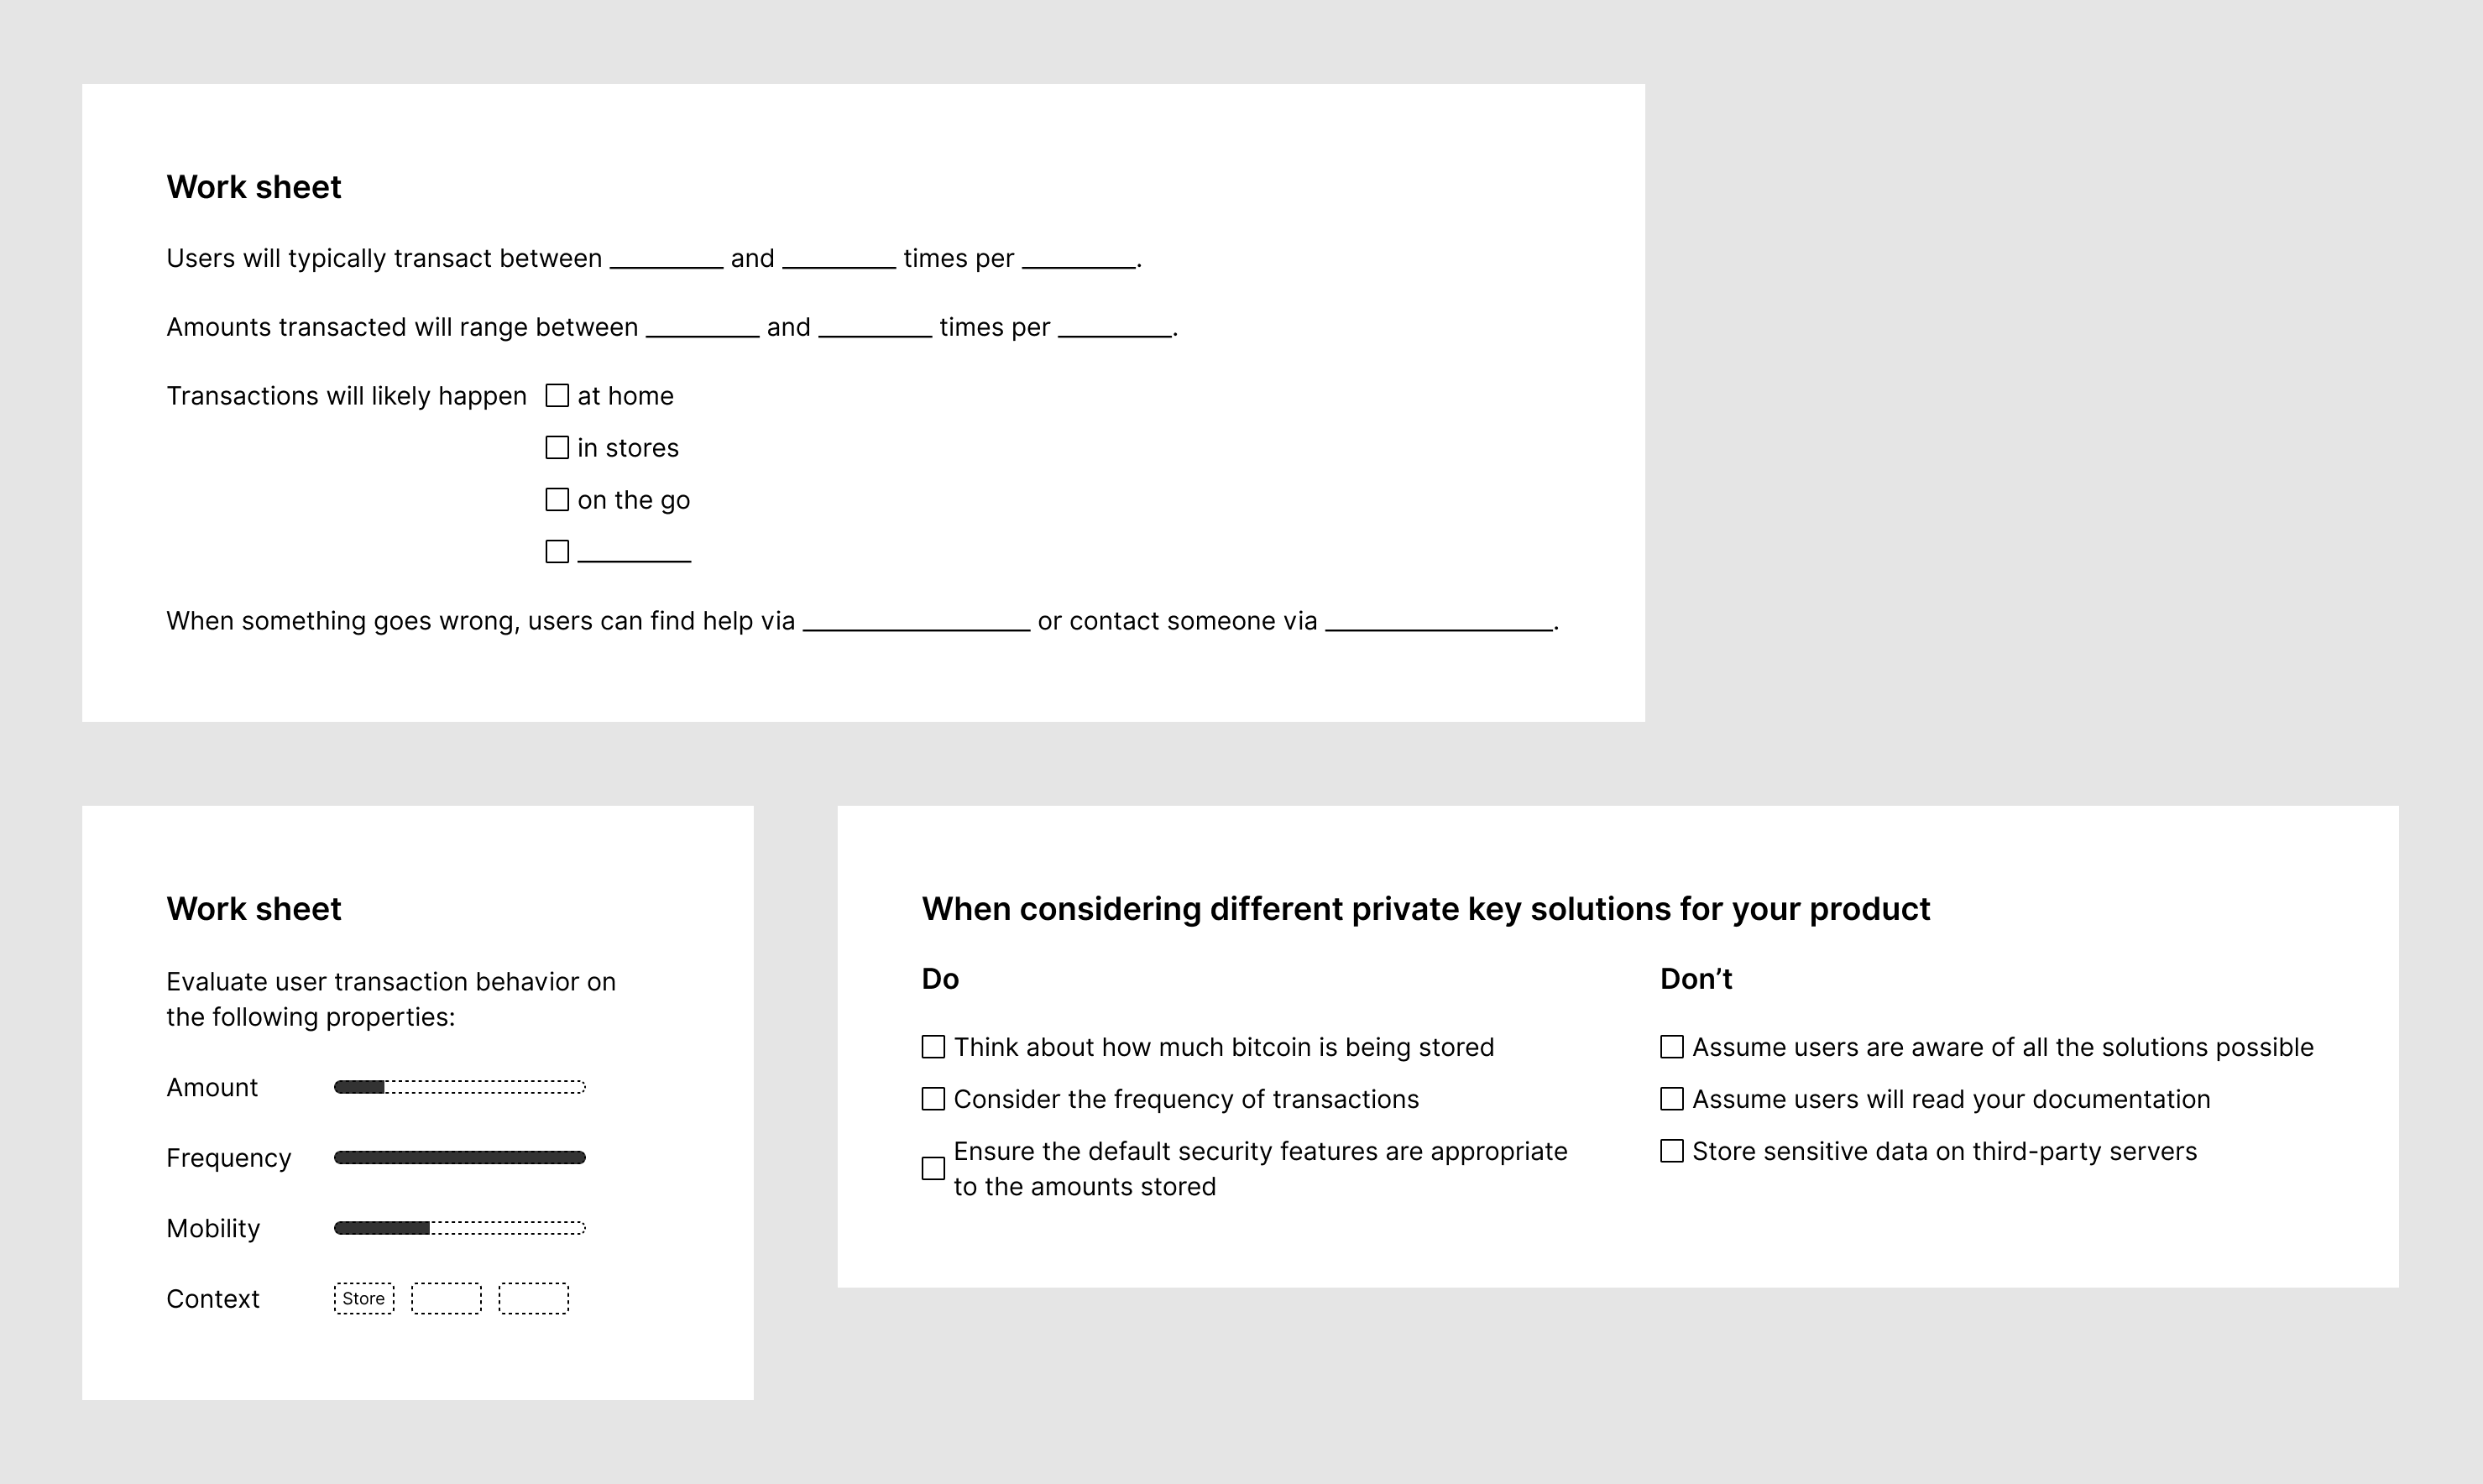 Work sheet
Users will typically transact between _________ and _________ times per _________.
Amounts transacted will range between _________ and _________ times per _________.
Transactions will likely happen
at home
in stores
on the go
_________
When something goes wrong, users can find help via __________________ or contact someone via __________________.
Work sheet
Evaluate user transaction behavior on
the following properties:
Amount
Frequency
Mobility
Context
Store
When considering different private key solutions for your product
Do
Think about how much bitcoin is being stored
Consider the frequency of transactions
Ensure the default security features are appropriate
to the amounts stored
Don’t
Assume users are aware of all the solutions possible
Assume users will read your documentation
Store sensitive data on third-party servers